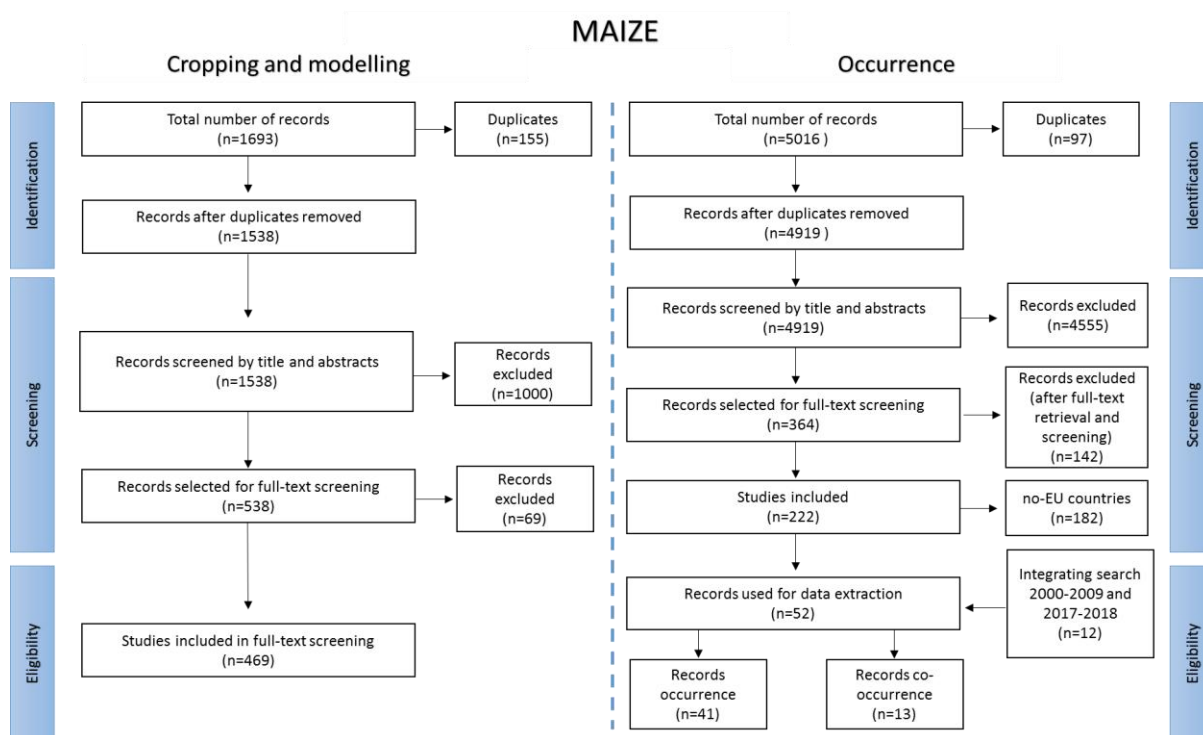 MAIZE
Cropping and modelling
Identification
Total number of records
(n=1693)
Duplicates
(n=155)
Records after duplicates removed
(n=1538)
Screening
Records screened by title and abstracts
(n=1538)
Records
excluded
(n=1000)
Records selected for full-text screening
(n=538)
Records
excluded
(n=69)
Eligibility
Studies included in full-text screening
(n=469)
Occurrence
Identification
Total number of records
(n=5016 )
Duplicates
(n=97)
Records after duplicates removed
(n=4919 )
Screening
Records screened by title and abstracts
(n=4919)
Records excluded
(n=4555)
Records selected for full-text screening
(n=364)
Records excluded
(after full-text
retrieval and
screening)
(n=142)
Studies included
(n=222)
no-EU countries
(n=182)
Eligibility
Records used for data extraction
(n=52)
Integrating search
2000-2009 and
2017-2018
(n=12)
Records
occurrence
(n=41)
Records co-
occurrence
(n=13)